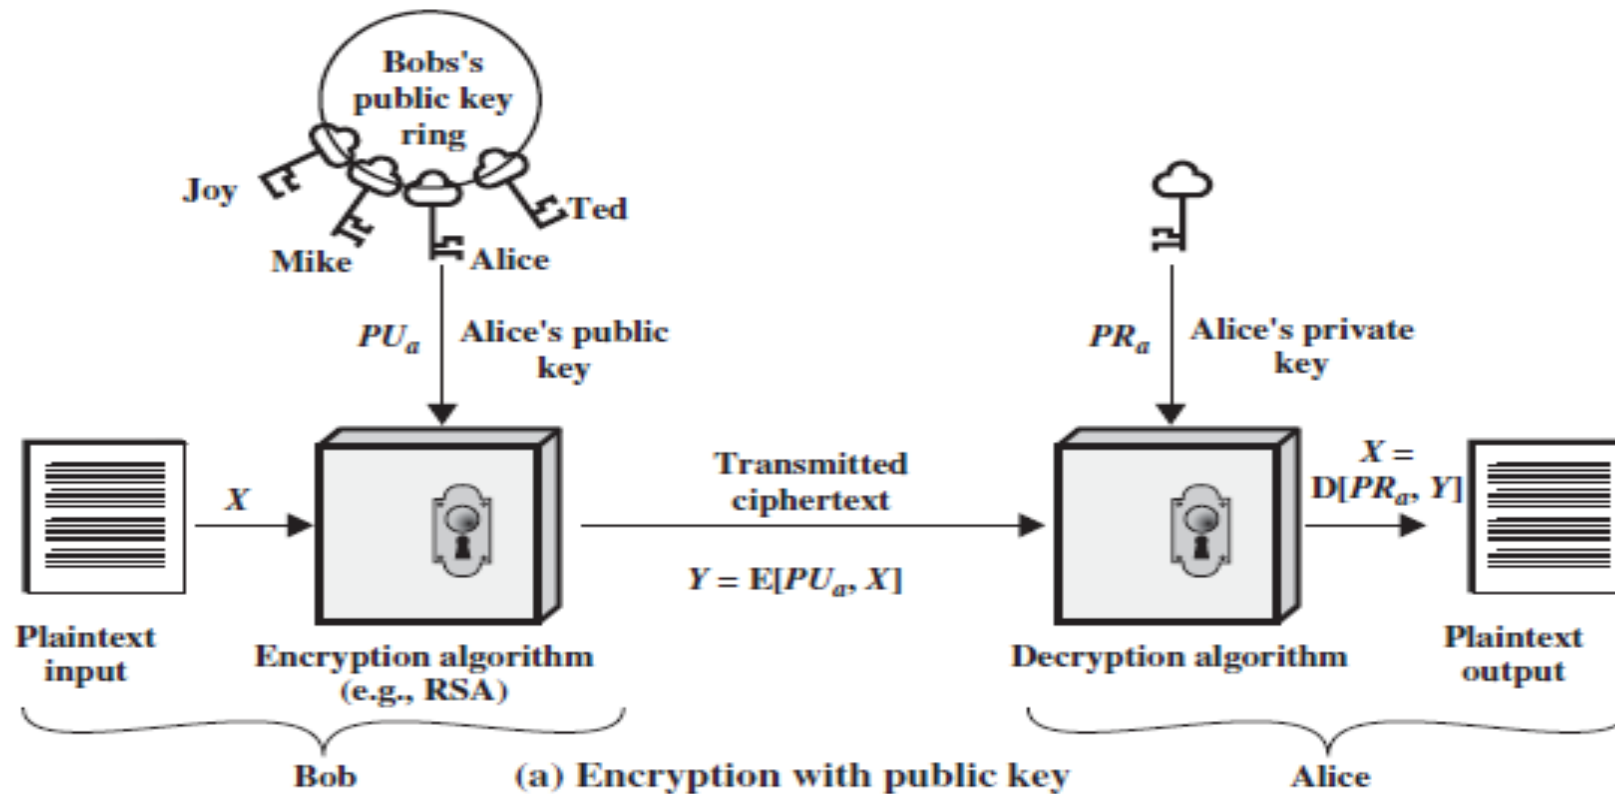 Bobs's
public key
ring
Joy
Ted
Mike
Alice
PUa
Alice's public
key
PRa
Alice's private
key
X
Transmitted
ciphertext
X =
D[PRa, Y]
Y = E[PUa, X]
Plaintext
input
Encryption algorithm
(e.g., RSA)
Decryption algorithm
Plaintext
output
Bob
(a) Encryption with public key
Alice